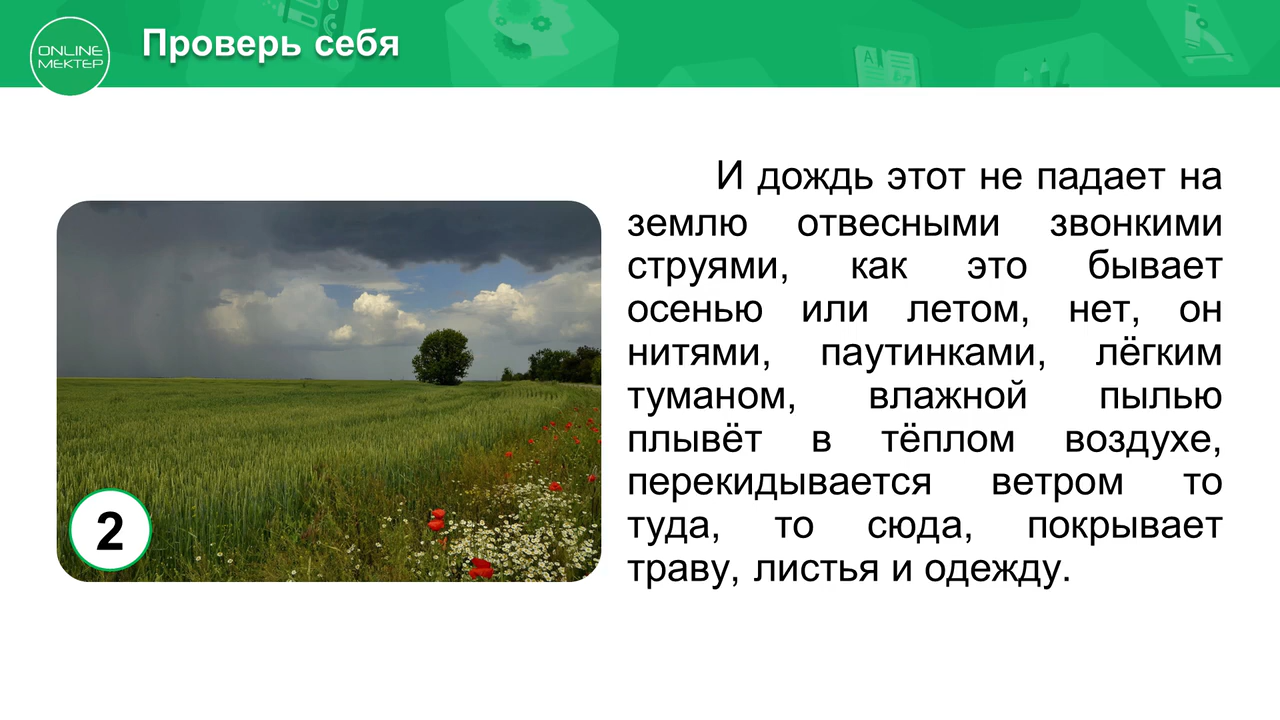 Проверь себя
ONLINE
МЕКТЕР
И дождь этот не падает на
землю отвесными звонкими
струями, как это бывает
осенью или летом, нет, он
нитями, паутинками, лёгким
туманом, влажной пылью
плывёт в тёплом воздухе,
перекидывается ветром то
туда, то сюда, покрывает
траву, листья и одежду.
2